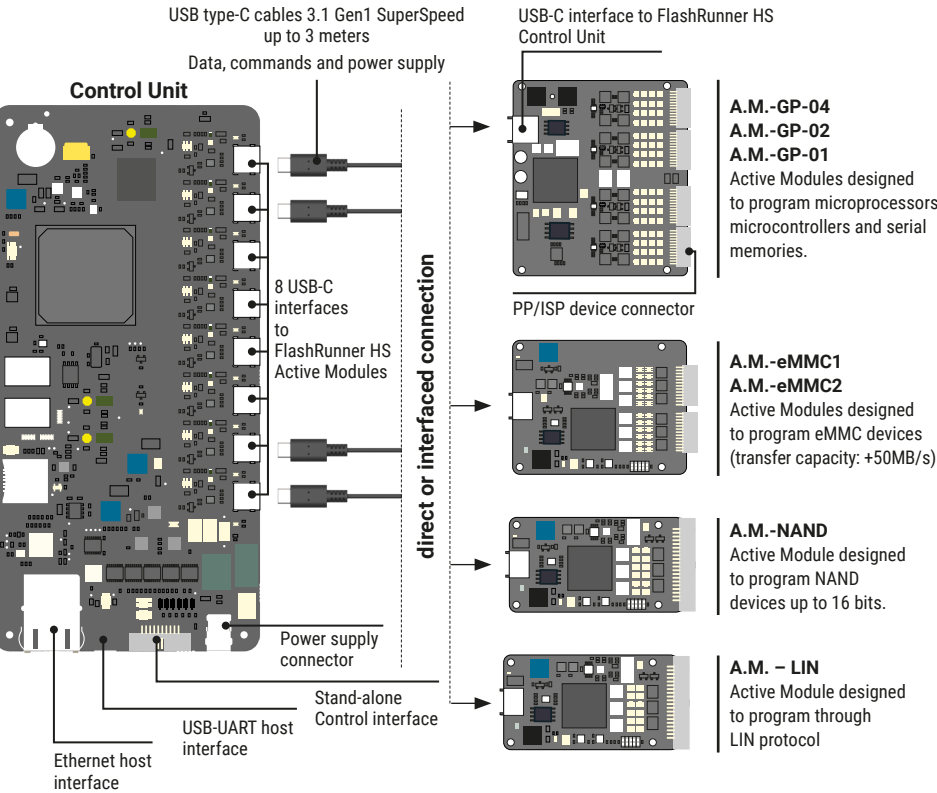 USB type-C cables 3.1 Gen1 SuperSpeed
up to 3 meters
Data, commands and power supply
USB-C interface to FlashRunner HS
Control Unit
Control Unit
8 USB-C
interfaces
to
FlashRunner HS
Active Modules
direct or interfaced connection
A.M.-GP-04
A.M.-GP-02
A.M.-GP-01
Active Modules designed
to program microprocessors
microcontrollers and serial
memories.
PP/ISP device connector
A.M.-eMMC1
A.M.-eMMC2
Active Modules designed
to program eMMC devices
(transfer capacity: +50MB/s)
A.M.-NAND
Active Module designed
to program NAND
devices up to 16 bits.
A.M. – LIN
Active Module designed
to program through
LIN protocol
Power supply
connector
Stand-alone
Control interface
USB-UART host
interface
Ethernet host
interface